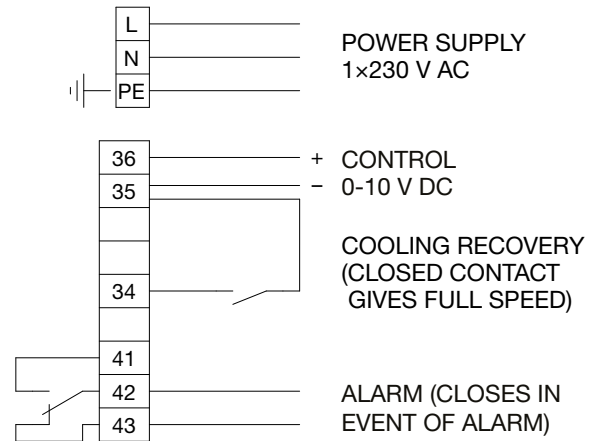 L
N
PE
POWER SUPPLY
1×230 V AC
36
35
+ CONTROL
− 0-10 V DC
34
COOLING RECOVERY
(CLOSED CONTACT
GIVES FULL SPEED)
41
42
43
ALARM (CLOSES IN
EVENT OF ALARM)